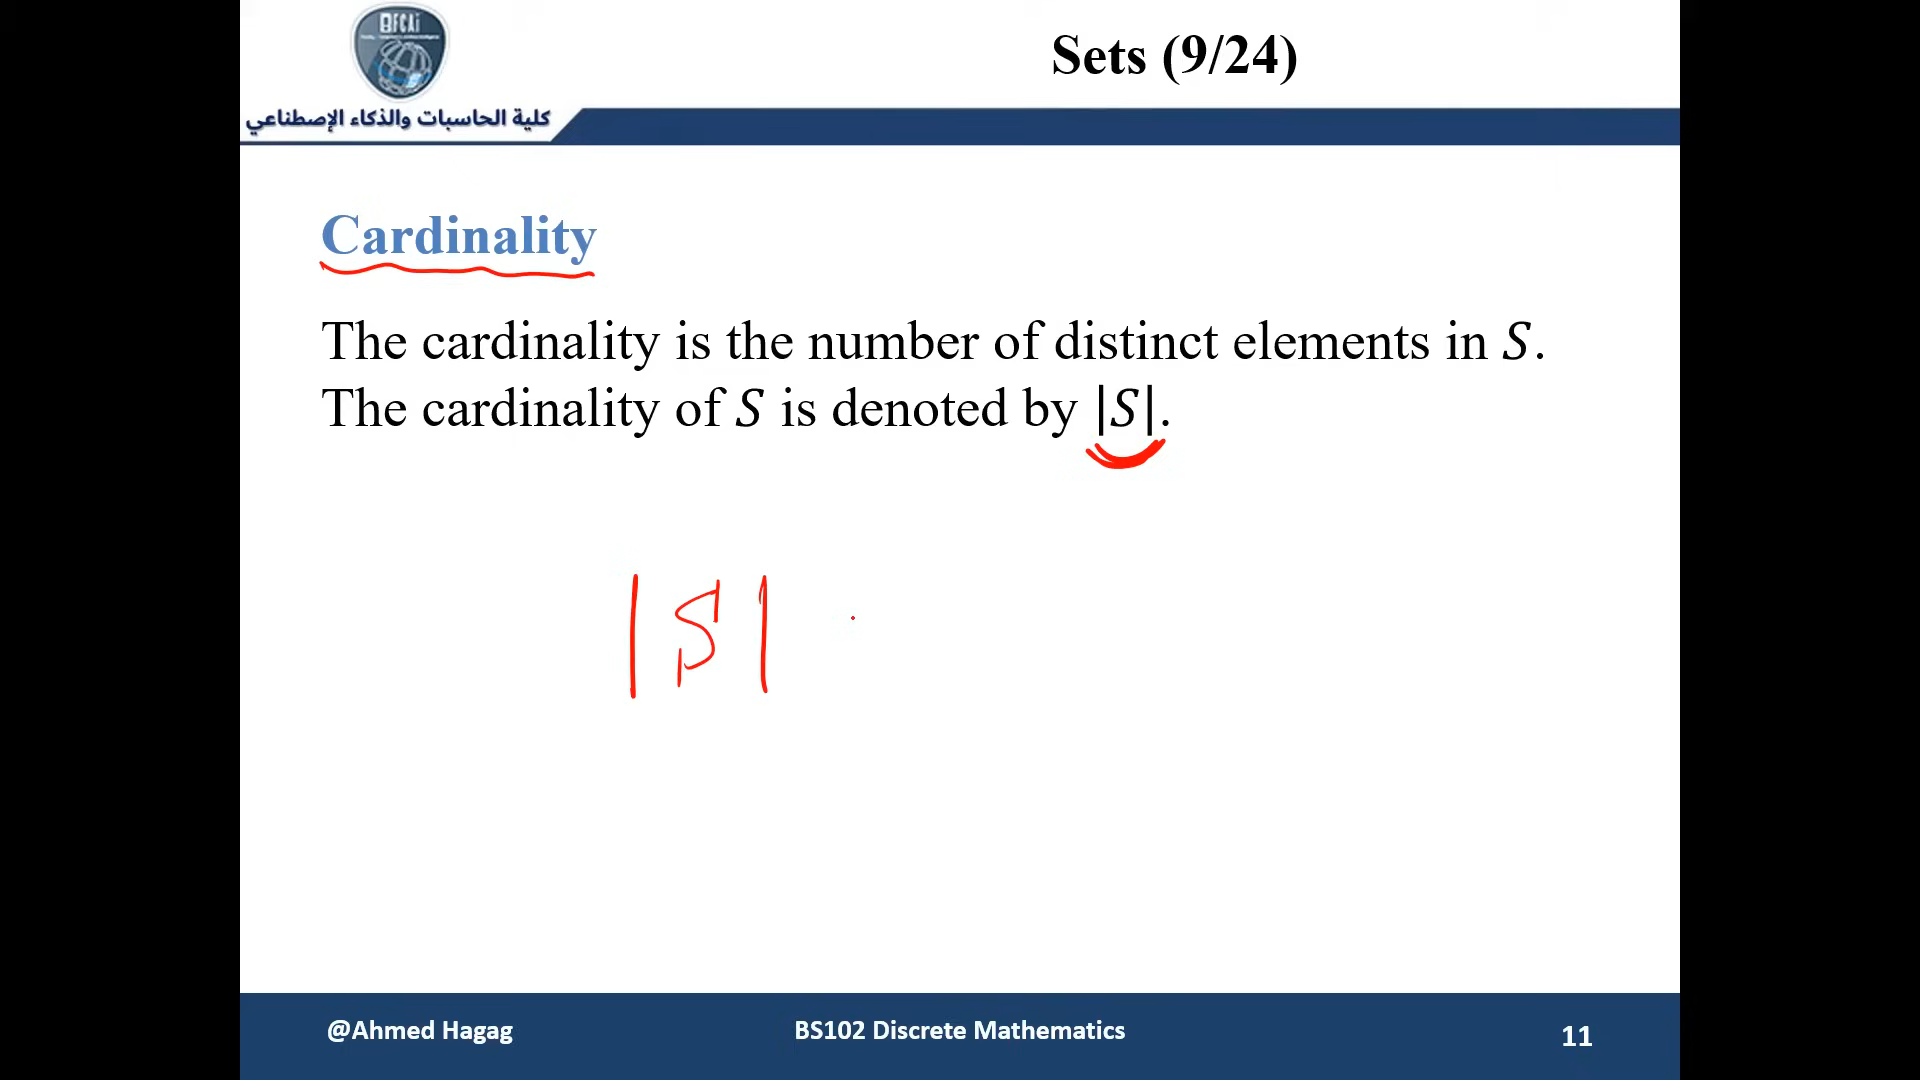 FCAi
Sets (9/24)
كلية الحاسبات والذكاء الإصطناعي
Cardinality
The cardinality is the number of distinct elements in S.
The cardinality of S is denoted by |S|.
|S|
@Ahmed Hagag
BS102 Discrete Mathematics
11